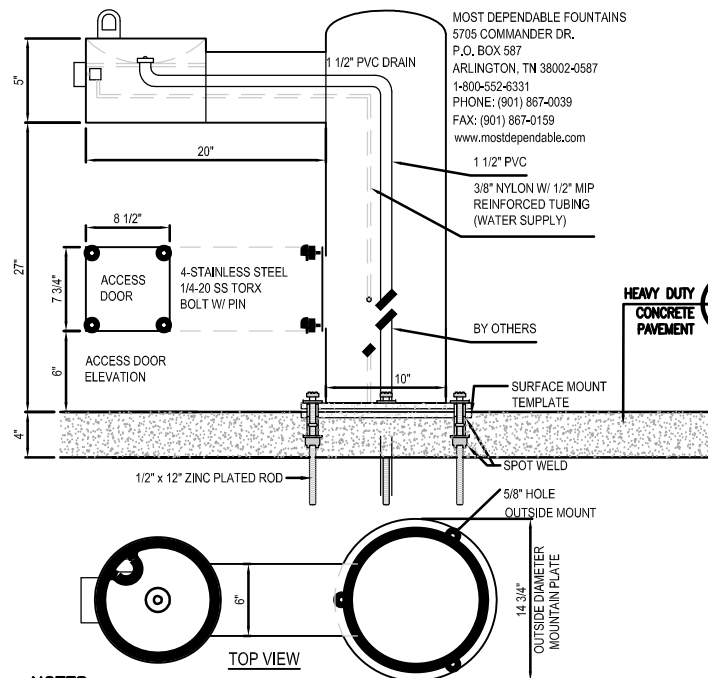 MOST DEPENDABLE FOUNTAINS
5705 COMMANDER DR.
P.O. BOX 587
ARLINGTON, TN 38002-0587
1-800-552-6331
PHONE: (901) 867-0039
FAX: (901) 867-0159
www.mostdependable.com
1 1/2" PVC DRAIN
5"
20"
1 1/2" PVC
3/8" NYLON W/ 1/2" MIP
REINFORCED TUBING
(WATER SUPPLY)
27"
8 1/2"
7 3/4"
ACCESS
DOOR
4-STAINLESS STEEL
1/4-20 SS TORX
BOLT W/ PIN
HEAVY DUTY
CONCRETE
PAVEMENT
BY OTHERS
6"
ACCESS DOOR
ELEVATION
10"
SURFACE MOUNT
TEMPLATE
4"
SPOT WELD
1/2" x 12" ZINC PLATED ROD
5/8" HOLE
OUTSIDE MOUNT
6"
14 3/4"
OUTSIDE DIAMETER
MOUNTAIN PLATE
TOP VIEW